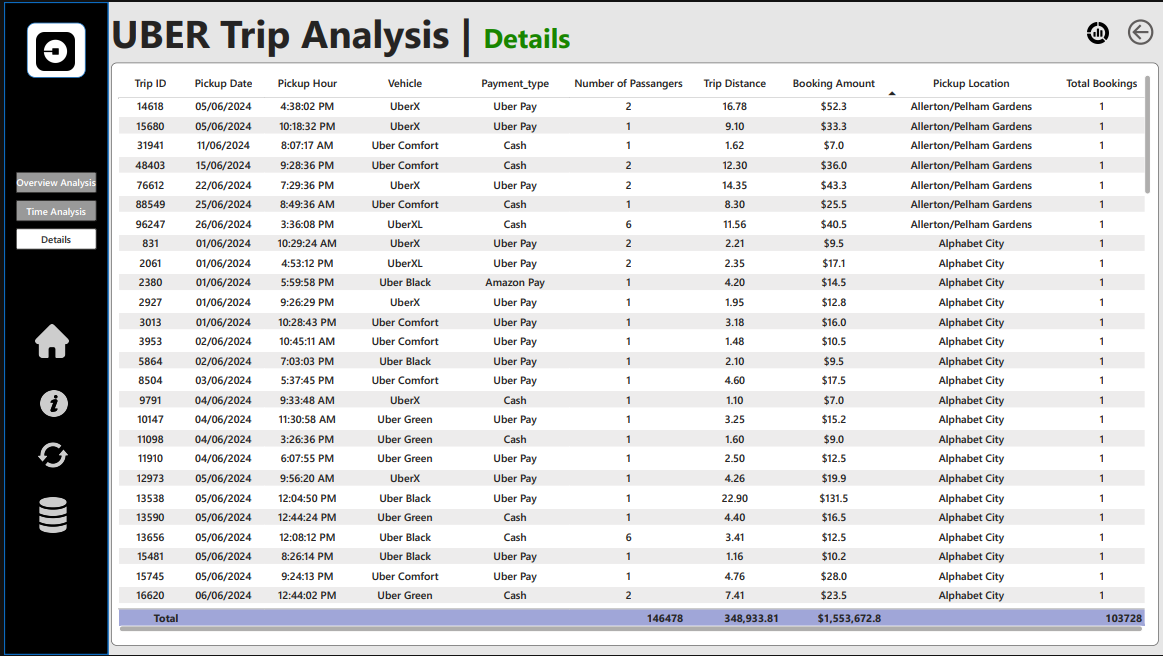 UBER Trip Analysis | Details
Overview Analysis
Time Analysis
Details
Trip ID Pickup Date Pickup Hour Vehicle Payment_type Number of Passangers Trip Distance Booking Amount Pickup Location Total Bookings
14618 05/06/2024 4:38:02 PM UberX Uber Pay 2 16.78 $52.3 Allerton/Pelham Gardens 1
15680 05/06/2024 10:18:32 PM UberX Uber Pay 1 9.10 $33.3 Allerton/Pelham Gardens 1
31941 11/06/2024 8:07:17 AM Uber Comfort Cash 1 1.62 $7.0 Allerton/Pelham Gardens 1
48403 15/06/2024 9:28:36 PM Uber Comfort Cash 2 12.30 $36.0 Allerton/Pelham Gardens 1
76612 22/06/2024 7:29:36 PM UberX Uber Pay 2 14.35 $43.3 Allerton/Pelham Gardens 1
88549 25/06/2024 8:49:36 AM Uber Comfort Cash 1 8.30 $25.5 Allerton/Pelham Gardens 1
96247 26/06/2024 3:36:08 PM UberXL Cash 6 11.56 $40.5 Allerton/Pelham Gardens 1
831 01/06/2024 10:29:24 AM UberX Uber Pay 2 2.21 $9.5 Alphabet City 1
2061 01/06/2024 4:53:12 PM UberXL Uber Pay 2 2.35 $17.1 Alphabet City 1
2380 01/06/2024 5:59:58 PM Uber Black Amazon Pay 1 4.20 $14.5 Alphabet City 1
2927 01/06/2024 9:26:29 PM UberX Uber Pay 1 1.95 $12.8 Alphabet City 1
3013 01/06/2024 10:28:43 PM Uber Comfort Uber Pay 1 3.18 $16.0 Alphabet City 1
3953 02/06/2024 10:45:11 AM Uber Comfort Uber Pay 1 1.48 $10.5 Alphabet City 1
5864 02/06/2024 7:03:03 PM Uber Black Uber Pay 1 2.10 $9.5 Alphabet City 1
8504 03/06/2024 5:37:45 PM Uber Comfort Uber Pay 1 4.60 $17.5 Alphabet City 1
9791 04/06/2024 9:33:48 AM UberX Cash 1 1.10 $7.0 Alphabet City 1
10147 04/06/2024 11:30:58 AM Uber Green Uber Pay 1 3.25 $15.2 Alphabet City 1
11098 04/06/2024 3:26:36 PM Uber Green Cash 1 1.60 $9.0 Alphabet City 1
11910 04/06/2024 6:07:55 PM Uber Green Uber Pay 1 2.50 $12.5 Alphabet City 1
12973 05/06/2024 9:56:20 AM UberX Uber Pay 1 4.26 $19.9 Alphabet City 1
13538 05/06/2024 12:04:50 PM Uber Black Uber Pay 1 22.90 $131.5 Alphabet City 1
13590 05/06/2024 12:44:24 PM Uber Green Cash 1 4.40 $16.5 Alphabet City 1
13656 05/06/2024 12:08:12 PM Uber Black Cash 6 3.41 $12.5 Alphabet City 1
15481 05/06/2024 8:26:14 PM Uber Black Uber Pay 1 1.16 $10.2 Alphabet City 1
15745 05/06/2024 9:24:13 PM Uber Comfort Uber Pay 1 4.76 $28.0 Alphabet City 1
16620 06/06/2024 12:44:02 PM Uber Green Cash 2 7.41 $23.5 Alphabet City 1
Total 146478 348,933.81 $1,553,672.8 103728